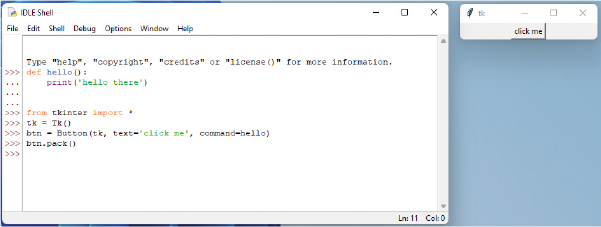 IDLE Shell
File Edit Shell Debug Options Window Help
Type "help", "copyright", "credits" or "license()" for more information.
>>> def hello():
...     print('hello there')
...
...
>>> from tkinter import *
>>> tk = Tk()
>>> btn = Button(tk, text='click me', command=hello)
>>> btn.pack()
>>>
Ln: 11 Col: 0
tk
click me